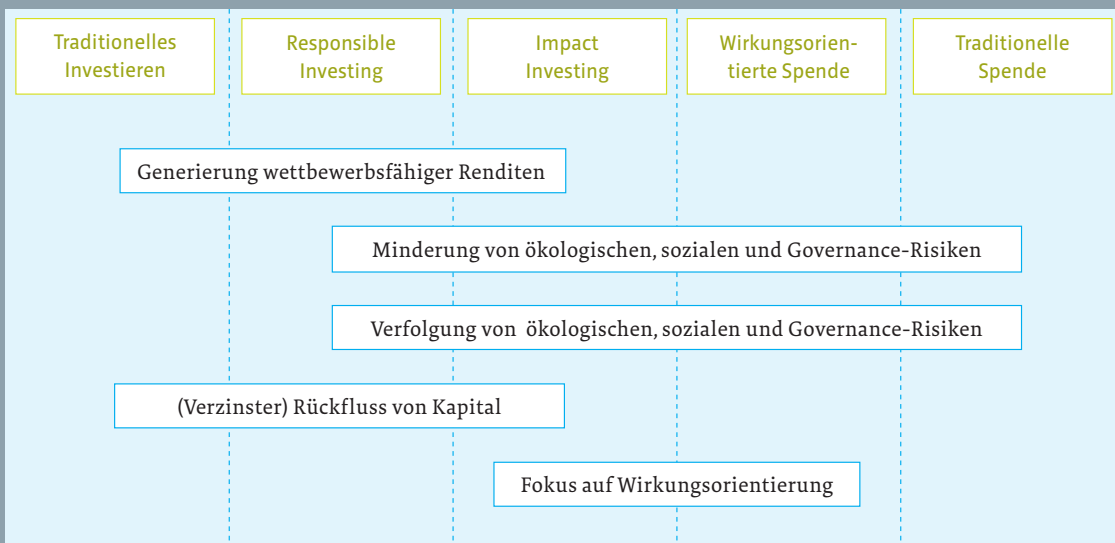 Traditionelles
Investieren
Responsible
Investing
Impact
Investing
Wirkungsorien-
tierte Spende
Traditionelle
Spende
Generierung wettbewerbsfähiger Renditen
Minderung von ökologischen, sozialen und Governance-Risiken
Verfolgung von ökologischen, sozialen und Governance-Risiken
(Verzinster) Rückfluss von Kapital
Fokus auf Wirkungsorientierung